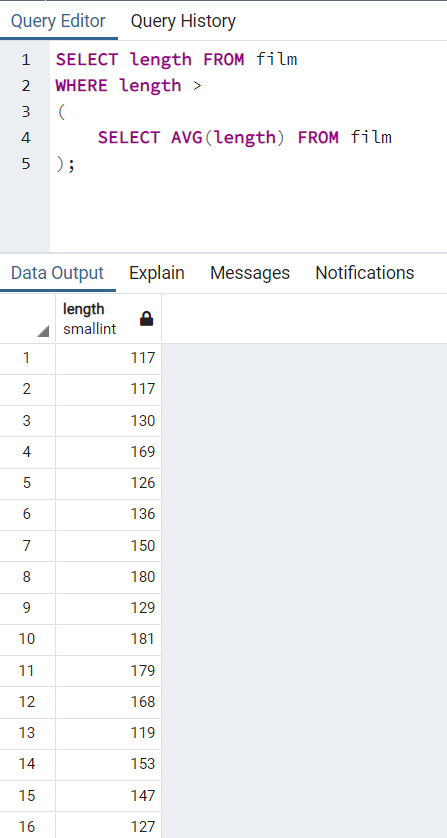 Query Editor Query History
1 SELECT length FROM film
2 WHERE length >
3 (
4 SELECT AVG(length) FROM film
5 );
Data Output Explain Messages Notifications
length
smallint
1 117
2 117
3 130
4 169
5 126
6 136
7 150
8 180
9 129
10 181
11 179
12 168
13 119
14 153
15 147
16 127